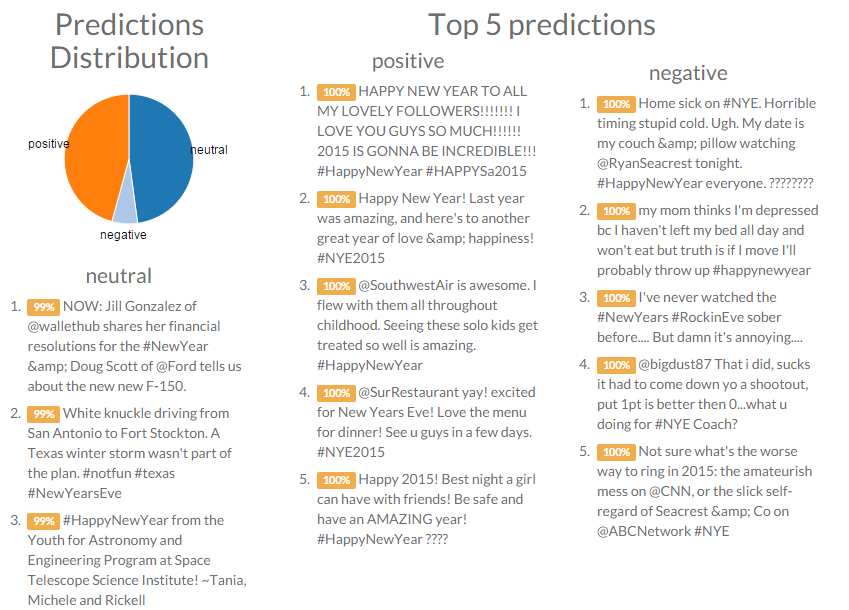 Predictions
Distribution
positive
neutral
negative
neutral
1. 99% NOW: Jill Gonzalez of
@wallethub shares her financial
resolutions for the #NewYear
&amp; Doug Scott of @Ford tells us
about the new new F-150.
2. 99% White knuckle driving from
San Antonio to Fort Stockton. A
Texas winter storm wasn't part of
the plan. #notfun #texas
#NewYearsEve
3. 99% #HappyNewYear from the
Youth for Astronomy and
Engineering Program at Space
Telescope Science Institute! ~Tania,
Michele and Rickell
Top 5 predictions
positive
1. 100% HAPPY NEW YEAR TO ALL
MY LOVELY FOLLOWERS!!!!!!! I
LOVE YOU GUYS SO MUCH!!!!!!
2015 IS GONNA BE INCREDIBLE!!!
#HappyNewYear #HAPPYSa2015
2. 100% Happy New Year! Last year
was amazing, and here's to another
great year of love &amp; happiness!
#NYE2015
3. 100% @SouthwestAir is awesome. I
flew with them all throughout
childhood. Seeing these solo kids get
treated so well is amazing.
#HappyNewYear
4. 100% @SurRestaurant yay! excited
for New Years Eve! Love the menu
for dinner! See u guys in a few days.
#NYE2015
5. 100% Happy 2015! Best night a girl
can have with friends! Be safe and
have an AMAZING year!
#HappyNewYear ????
negative
1. 100% Home sick on #NYE. Horrible
timing stupid cold. Ugh. My date is
my couch &amp; pillow watching
@RyanSeacrest tonight.
#HappyNewYear everyone. ????????
2. 100% my mom thinks I'm depressed
bc I haven't left my bed all day and
won't eat but truth is if I move I'll
probably throw up #happynewyear
3. 100% I've never watched the
#NewYears #RockinEve sober
before.... But damn it's annoying....
4. 100% @bigdust87 That i did, sucks
it had to come down yo a shootout,
put 1pt is better then 0...what u
doing for #NYE Coach?
5. 100% Not sure what's the worse
way to ring in 2015: the amateurish
mess on @CNN, or the slick self-
regard of Seacrest &amp; Co on
@ABCNetwork #NYE